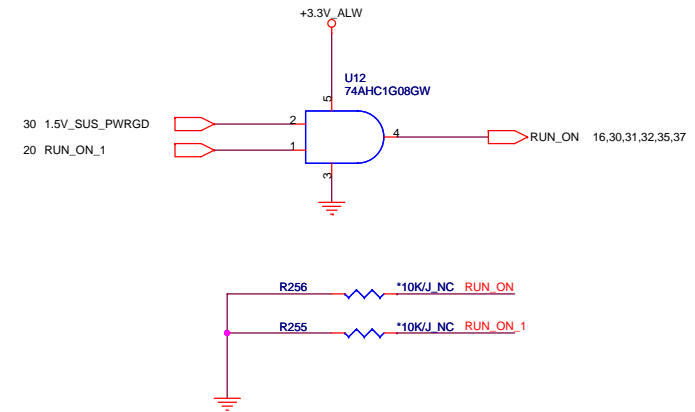 +3.3V_ALW
U12
74AHC1G08GW
5
30 1.5V_SUS_PWRGD 2
4 RUN_ON 16,30,31,32,35,37
20 RUN_ON_1 1
3
R256 *10K/J_NC RUN_ON
R255 *10K/J_NC RUN_ON_1